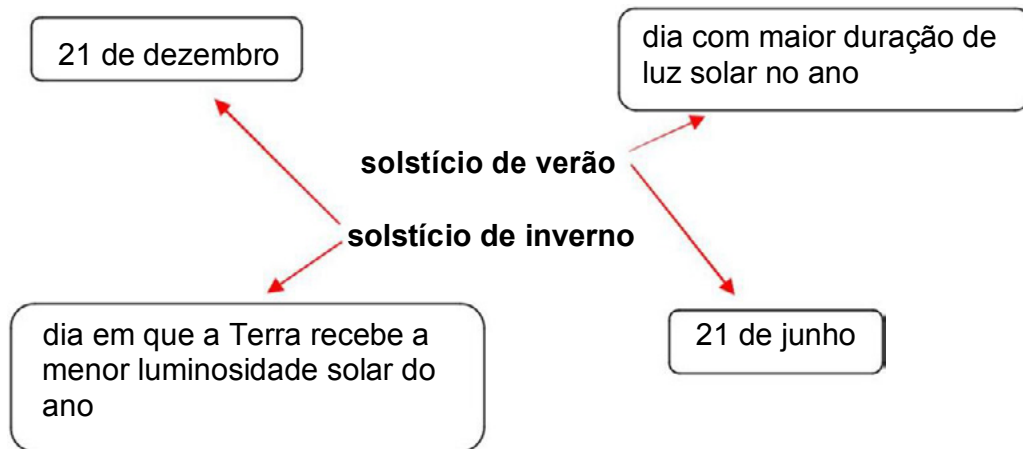 21 de dezembro
dia com maior duração de
luz solar no ano
solstício de verão
solstício de inverno
dia em que a Terra recebe a
menor luminosidade solar do
ano
21 de junho